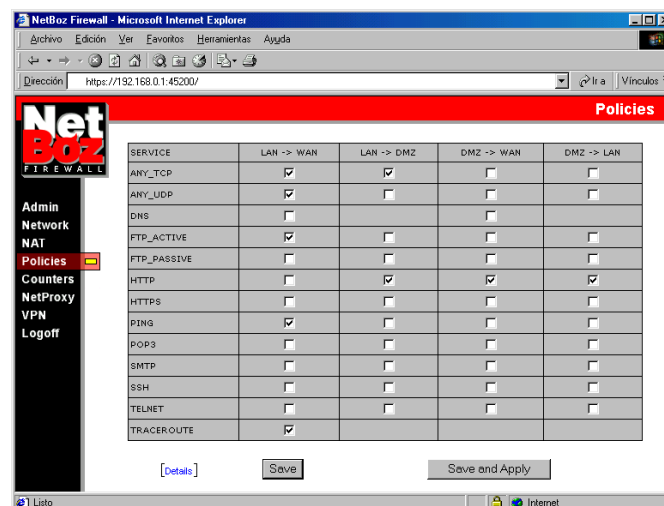 NetBoz Firewall - Microsoft Internet Explorer
Archivo Edición Ver Favoritos Herramientas Ayuda
Dirección https://192.168.0.1:45200/ Ir a Vínculos
Net
Boz
FIREWALL
Policies
Admin
Network
NAT
Policies
Counters
NetProxy
VPN
Logoff
SERVICE LAN -> WAN LAN -> DMZ DMZ -> WAN DMZ -> LAN
ANY_TCP
ANY_UDP
DNS
FTP_ACTIVE
FTP_PASSIVE
HTTP
HTTPS
PING
POP3
SMTP
SSH
TELNET
TRACEROUTE
[Details] Save Save and Apply
Listo Internet